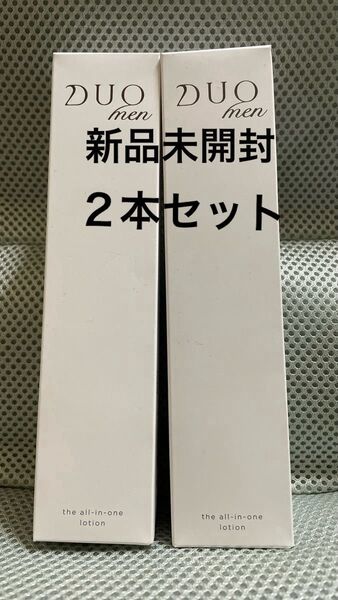 DUO
men
DUO
men
新品未開封
2本セット
the all-in-one
lotion
the all-in-one
lotion